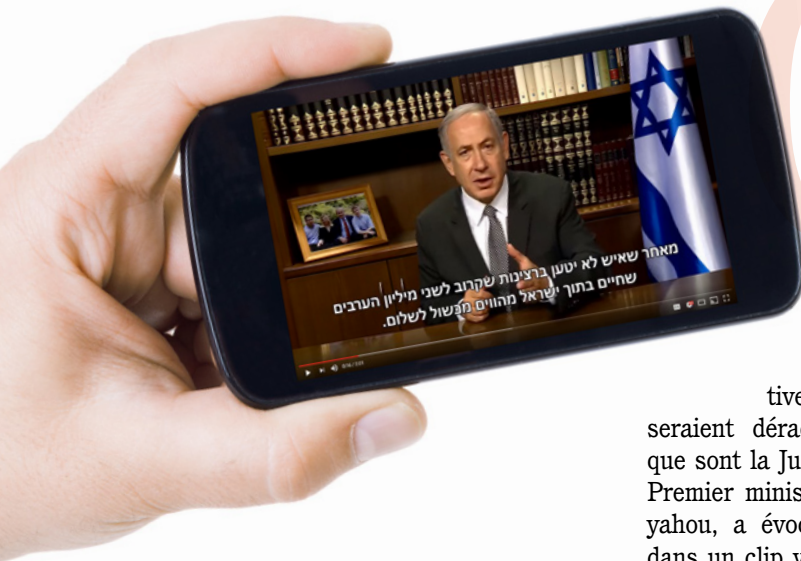 מאחר שאיש לא יטען ברצינות שקרוב לשני מיליון הערבים
שחיים בתוך ישראל מהווים מכשול לשלום.
tive
seraient dérac
que sont la Ju
Premier minis
yahou, a évoc
dans un clip v